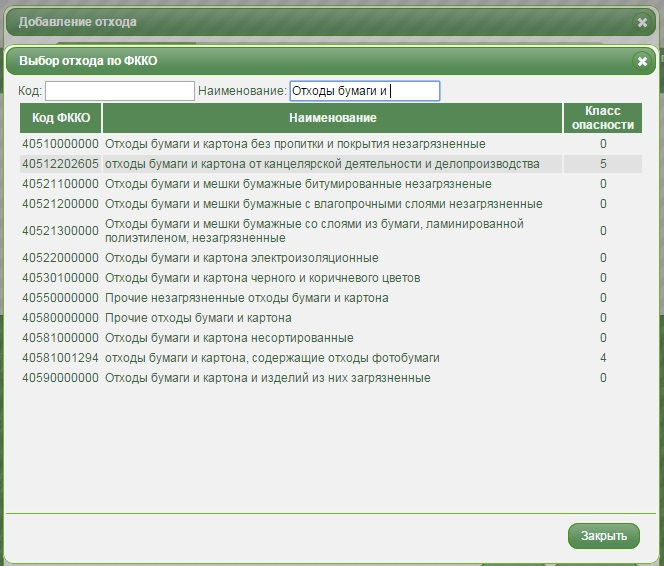 Добавление отхода
Выбор отхода по ФККО
Код: Наименование: Отходы бумаги и
Код ФККО Наименование Класс опасности
40510000000 Отходы бумаги и картона без пропитки и покрытия незагрязненные 0
40512202605 отходы бумаги и картона от канцелярской деятельности и делопроизводства 5
40521100000 Отходы бумаги и мешки бумажные битумированные незагрязненые 0
40521200000 Отходы бумаги и мешки бумажные с влагопрочными слоями незагрязненные 0
40521300000 Отходы бумаги и мешки бумажные со слоями из бумаги, ламинированной
полиэтиленом, незагрязненные 0
40522000000 Отходы бумаги и картона электроизоляционные 0
40530100000 Отходы бумаги и картона черного и коричневого цветов 0
40550000000 Прочие незагрязненные отходы бумаги и картона 0
40580000000 Прочие отходы бумаги и картона 0
40581000000 Отходы бумаги и картона несортированные 0
40581001294 отходы бумаги и картона, содержащие отходы фотобумаги 4
40590000000 Отходы бумаги и картона и изделий из них загрязненные 0
Закрыть